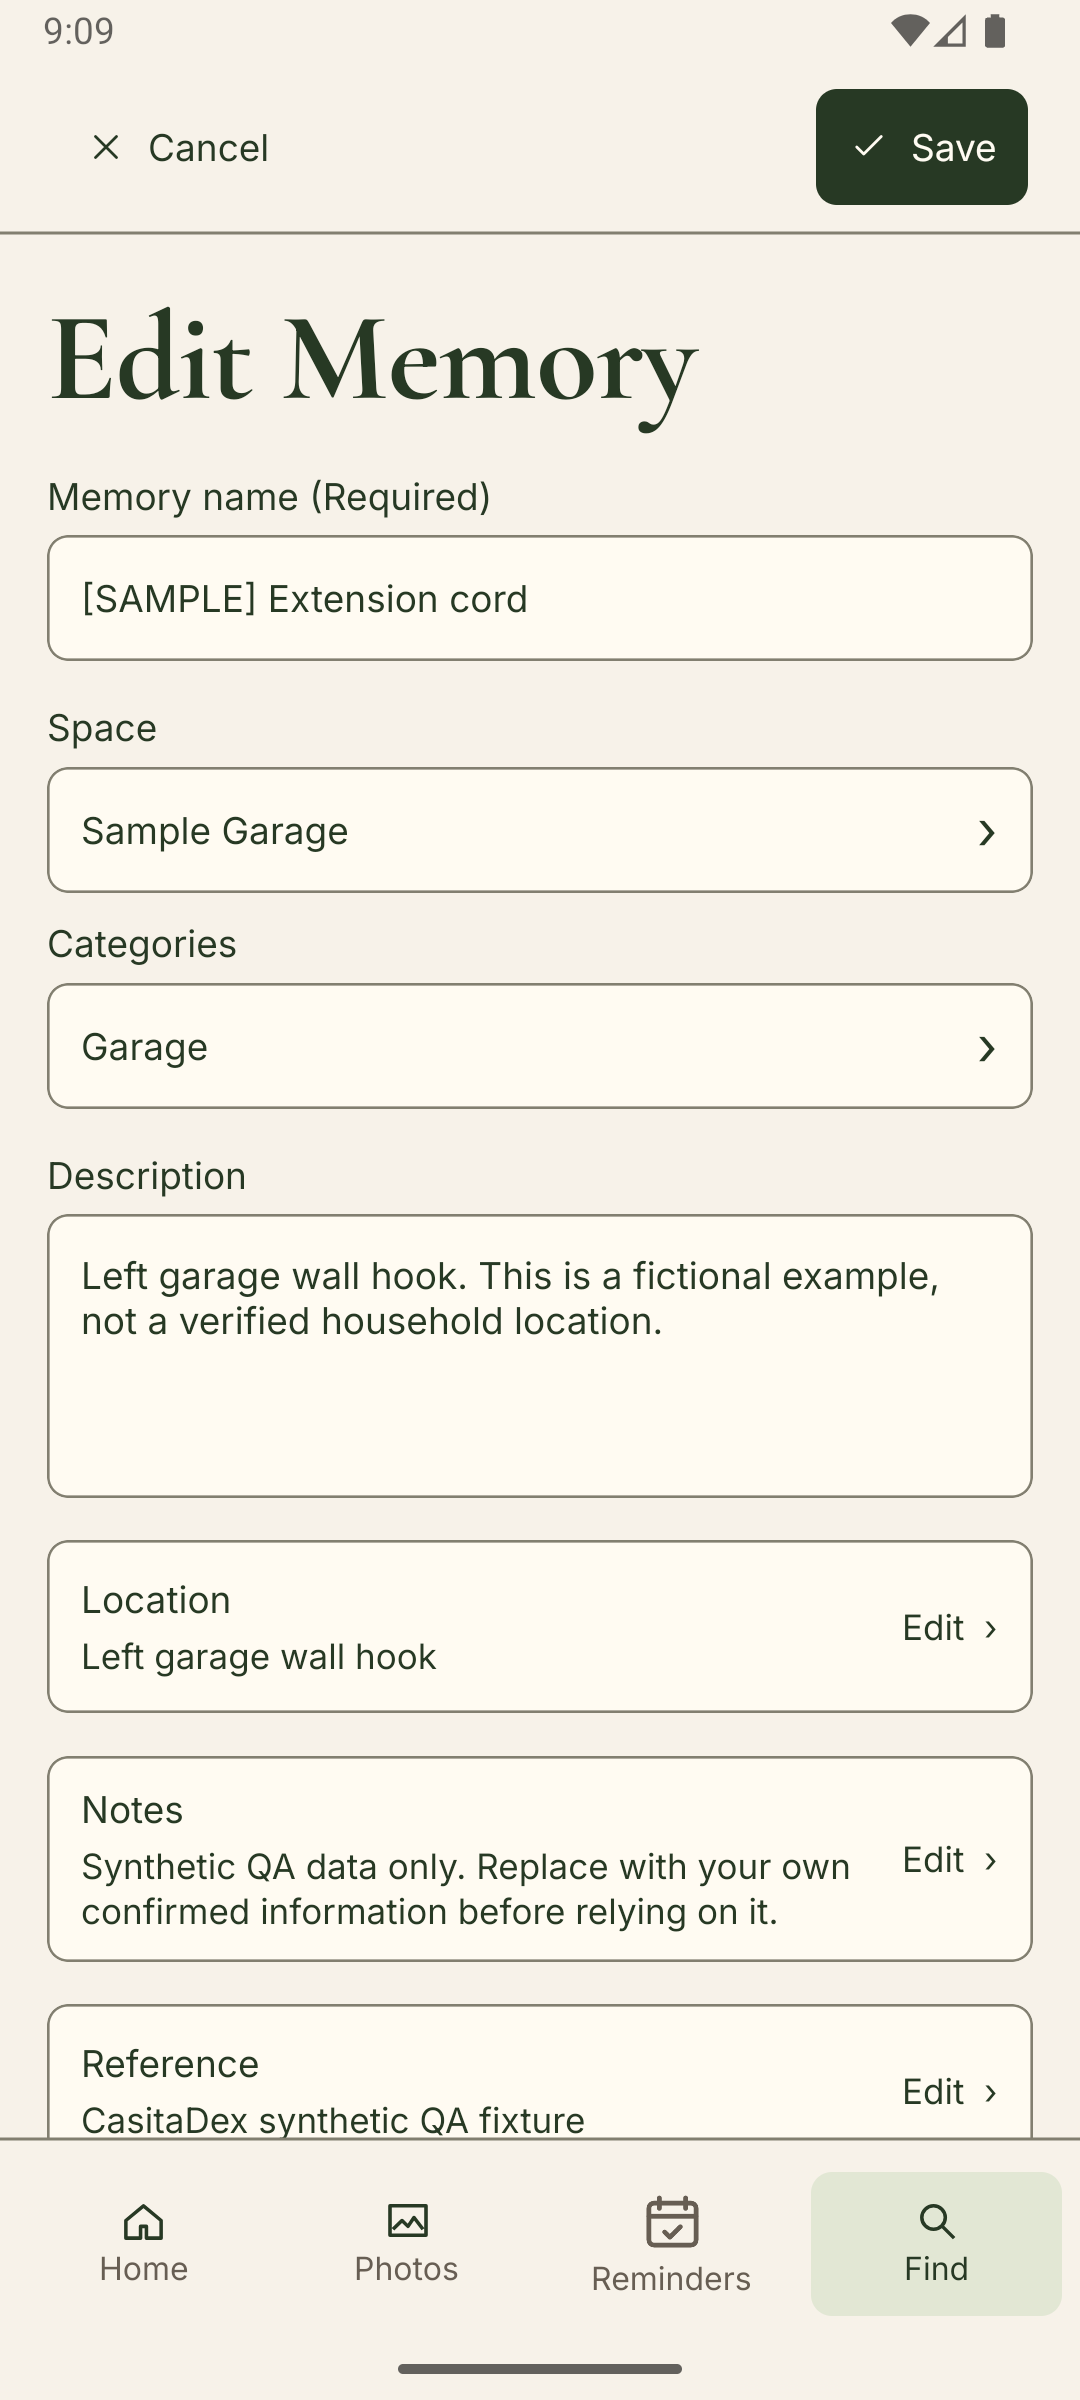 9:09
Cancel
Save
Edit Memory
Memory name (Required)
[SAMPLE] Extension cord
Space
Sample Garage
Categories
Garage
Description
Left garage wall hook. This is a fictional example,
not a verified household location.
Location
Left garage wall hook
Edit
Notes
Synthetic QA data only. Replace with your own
confirmed information before relying on it.
Edit
Reference
CasitaDex synthetic QA fixture
Edit
Home
Photos
Reminders
Find